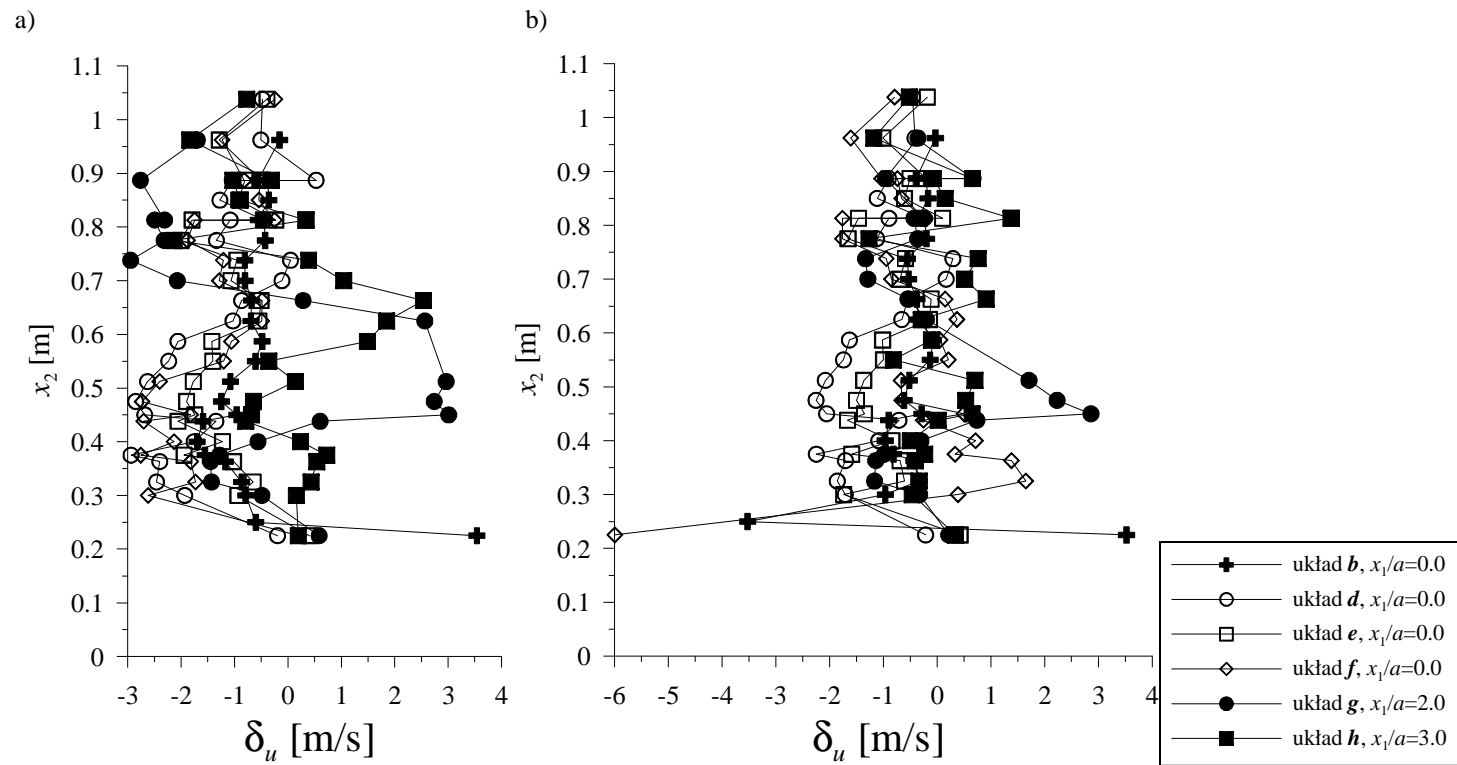 a)
1.1
1
0.9
0.8
0.7
0.6
0.5
0.4
0.3
0.2
0.1
0
x₂ [m]
-3 -2 -1 0 1 2 3 4
δᵤ [m/s]
b)
1.1
1
0.9
0.8
0.7
0.6
0.5
0.4
0.3
0.2
0.1
0
x₂ [m]
-6 -5 -4 -3 -2 -1 0 1 2 3 4
δᵤ [m/s]
układ b, x₁/a=0.0
układ d, x₁/a=0.0
układ e, x₁/a=0.0
układ f, x₁/a=0.0
układ g, x₁/a=2.0
układ h, x₁/a=3.0